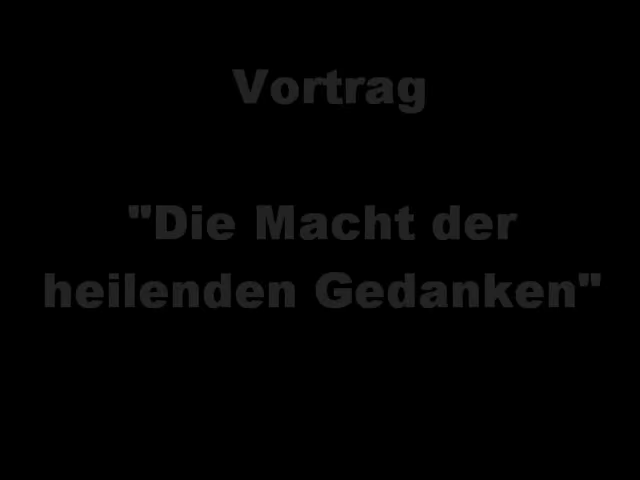 Vortrag
"Die Macht der
heilenden Gedanken"